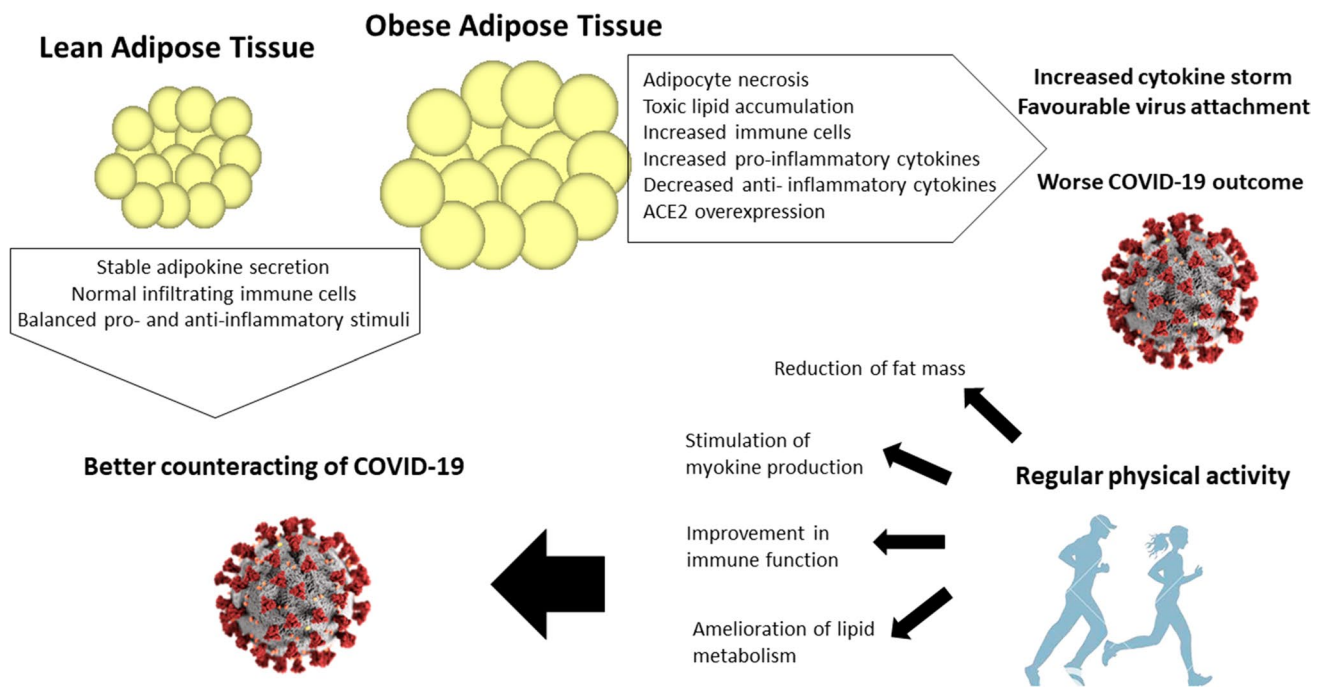 Lean Adipose Tissue
Obese Adipose Tissue
Adipocyte necrosis
Toxic lipid accumulation
Increased immune cells
Increased pro-inflammatory cytokines
Decreased anti- inflammatory cytokines
ACE2 overexpression
Increased cytokine storm
Favourable virus attachment
Worse COVID-19 outcome
Stable adipokine secretion
Normal infiltrating immune cells
Balanced pro- and anti-inflammatory stimuli
Better counteracting of COVID-19
Reduction of fat mass
Stimulation of
myokine production
Improvement in
immune function
Amelioration of lipid
metabolism
Regular physical activity